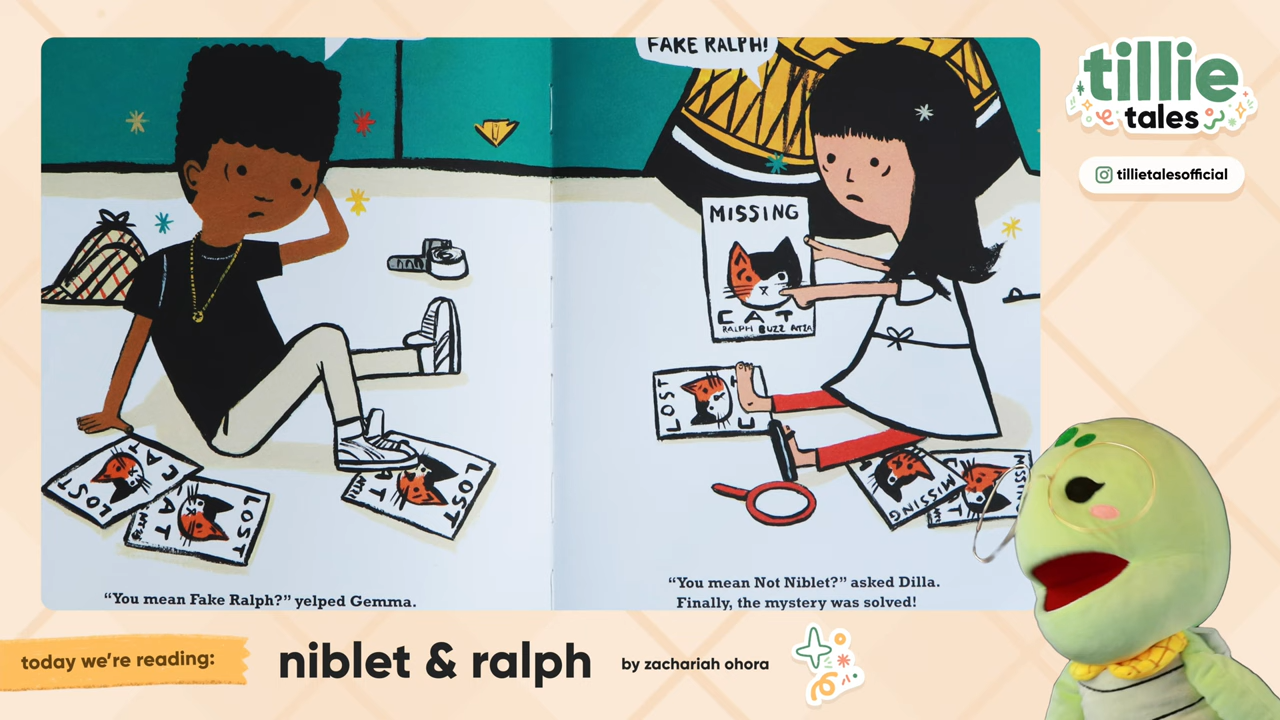 FAKE RALPH!
MISSING
CAT
RALPH BUZZ
LOST
CAT
LOST
LOST
CAT
LOST
MISSING
"You mean Fake Ralph?" yelped Gemma.
"You mean Not Niblet?" asked Dilla.
Finally, the mystery was solved!
tillie
tales
tillietalesofficial
today we're reading:
niblet & ralph
by zachariah ohora